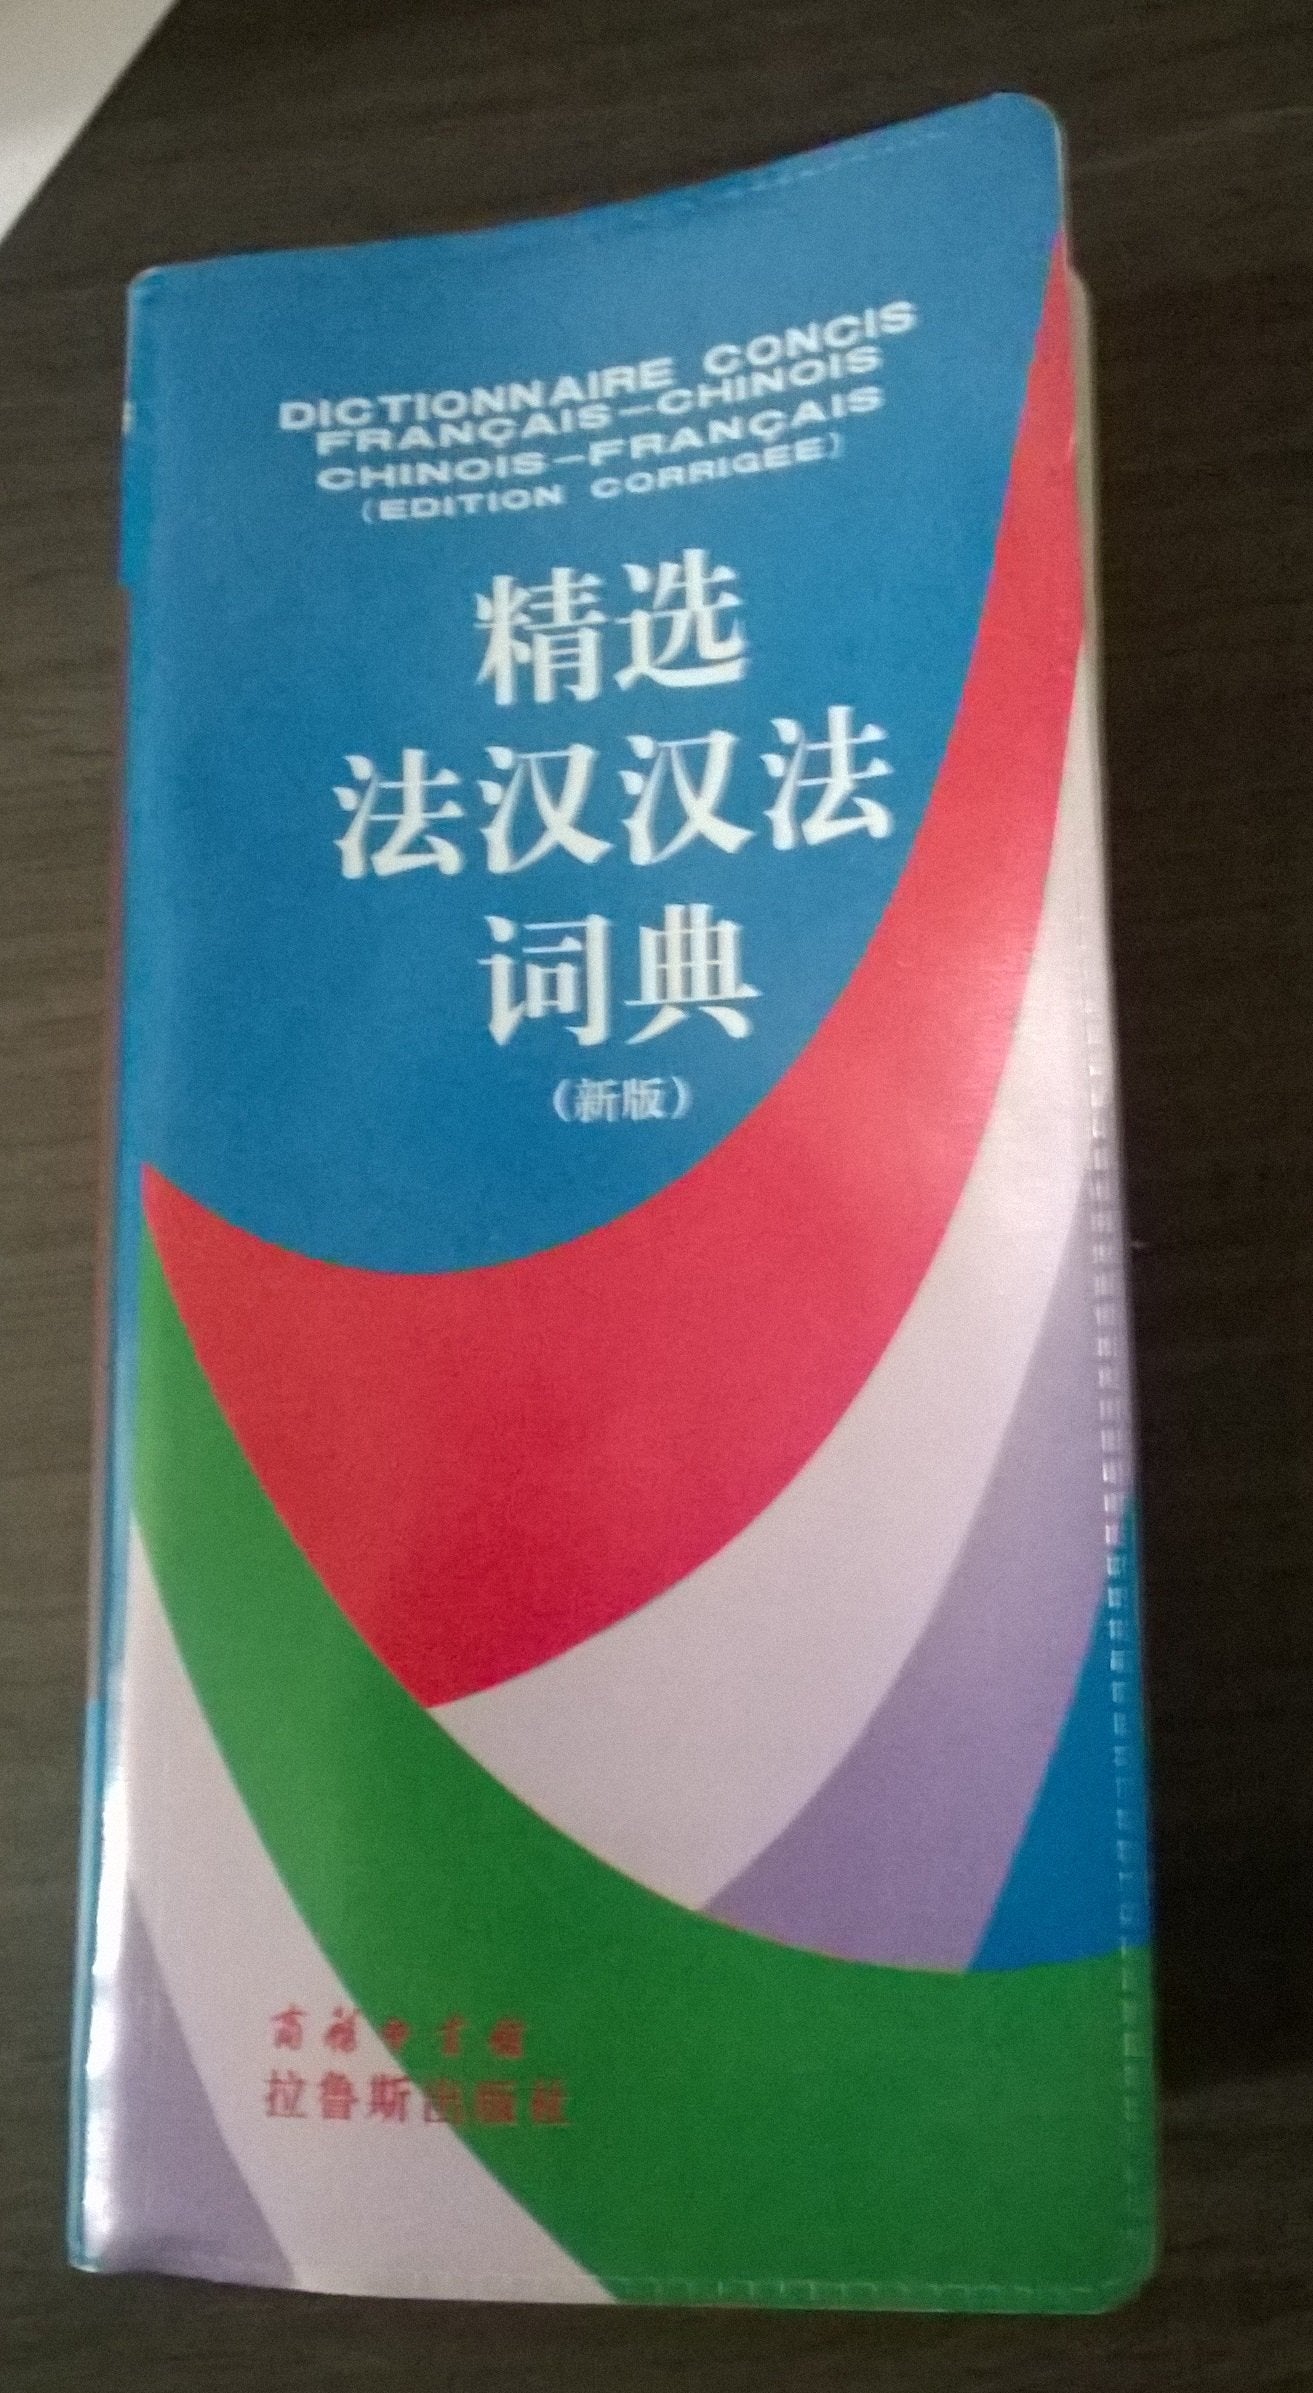 DICTIONNAIRE CONCIS
FRANÇAIS-CHINOIS
CHINOIS-FRANÇAIS
(EDITION CORRIGÉE)
精选
法汉汉法
词典
(新版)
商务印书馆
拉鲁斯出版社